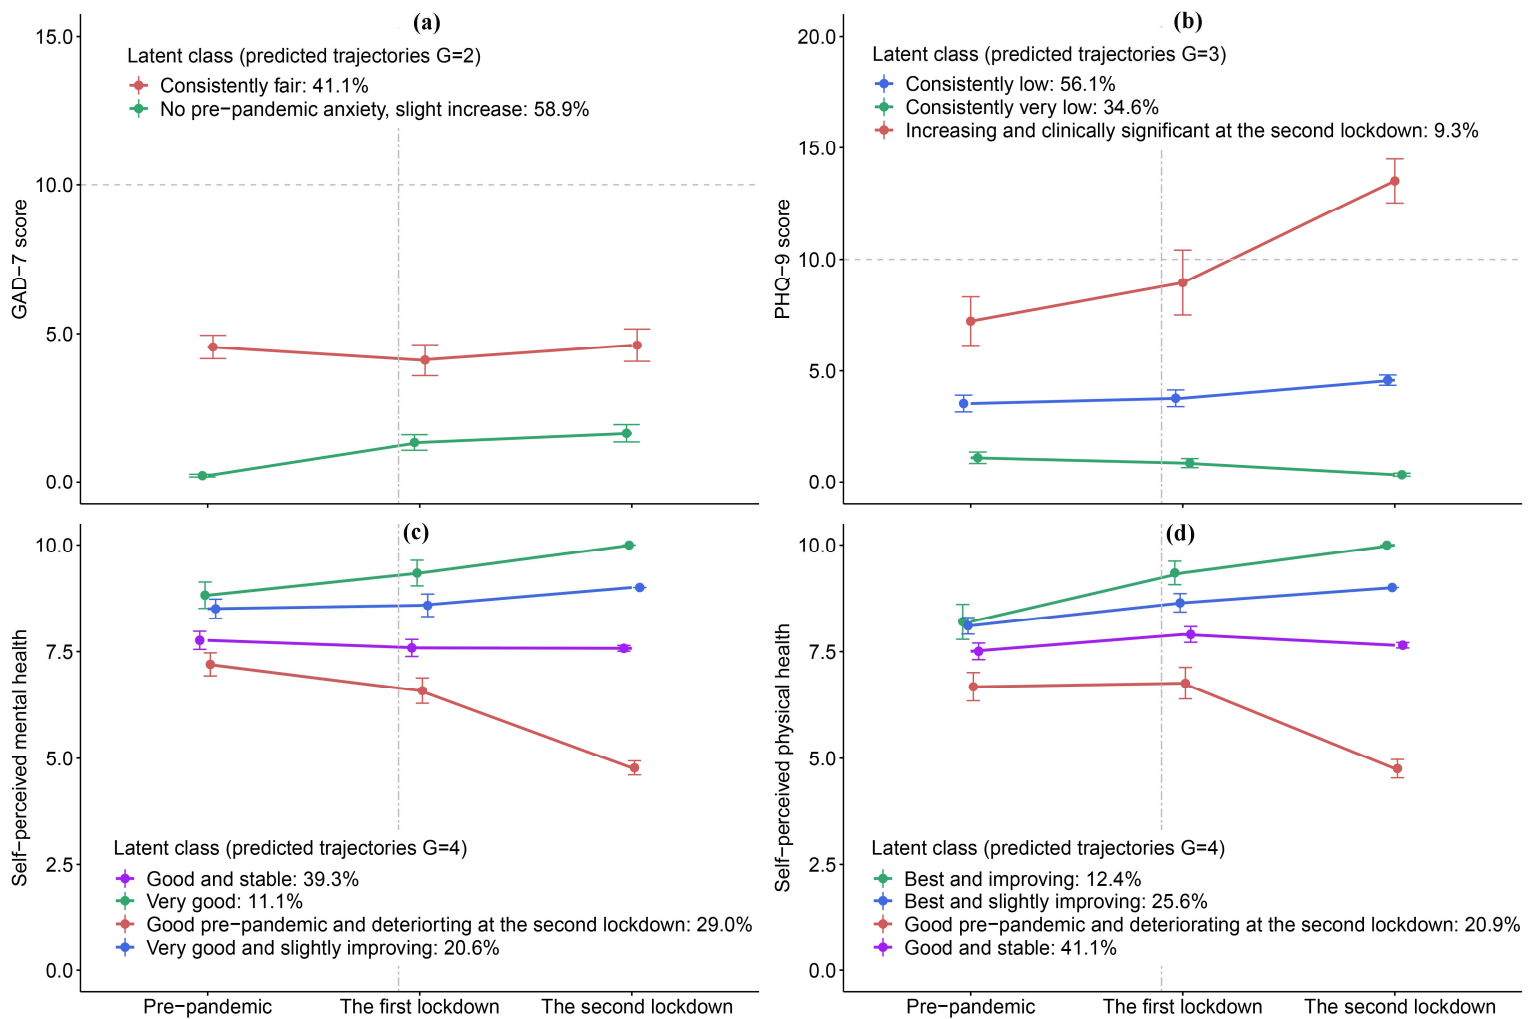 (a)
Latent class (predicted trajectories G=2)
Consistently fair: 41.1%
No pre−pandemic anxiety, slight increase: 58.9%
GAD−7 score
15.0
10.0
5.0
0.0
(b)
Latent class (predicted trajectories G=3)
Consistently low: 56.1%
Consistently very low: 34.6%
Increasing and clinically significant at the second lockdown: 9.3%
PHQ−9 score
20.0
15.0
10.0
5.0
0.0
(c)
Self−perceived mental health
10.0
7.5
5.0
2.5
0.0
Latent class (predicted trajectories G=4)
Good and stable: 39.3%
Very good: 11.1%
Good pre−pandemic and deteriorting at the second lockdown: 29.0%
Very good and slightly improving: 20.6%
Pre−pandemic
The first lockdown
The second lockdown
(d)
Self−perceived physical health
10.0
7.5
5.0
2.5
0.0
Latent class (predicted trajectories G=4)
Best and improving: 12.4%
Best and slightly improving: 25.6%
Good pre−pandemic and deteriorating at the second lockdown: 20.9%
Good and stable: 41.1%
Pre−pandemic
The first lockdown
The second lockdown